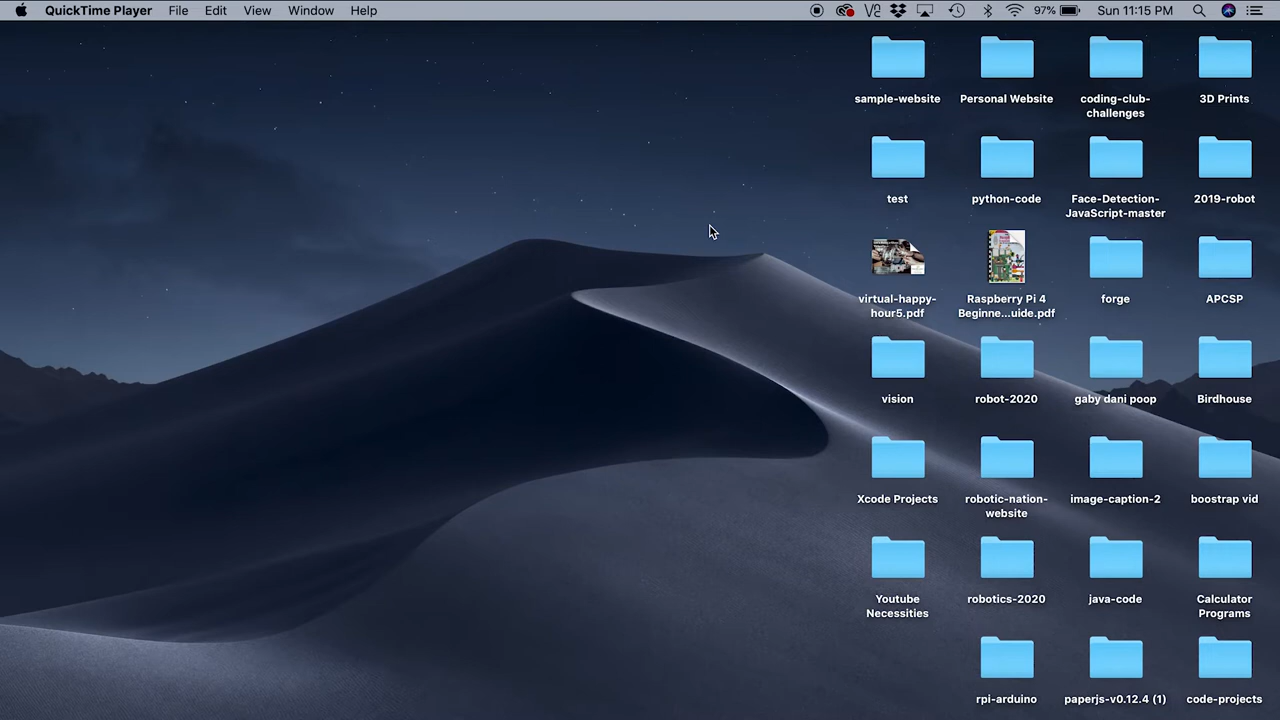 QuickTime Player File Edit View Window Help 97% Sun 11:15 PM
sample-website
Personal Website
coding-club-
challenges
3D Prints
test
python-code
Face-Detection-
JavaScript-master
2019-robot
virtual-happy-
hour5.pdf
Raspberry Pi 4
Beginne...uide.pdf
forge
APCSP
vision
robot-2020
gaby dani poop
Birdhouse
Xcode Projects
robotic-nation-
website
image-caption-2
boostrap vid
Youtube
Necessities
robotics-2020
java-code
Calculator
Programs
rpi-arduino
paperjs-v0.12.4 (1)
code-projects